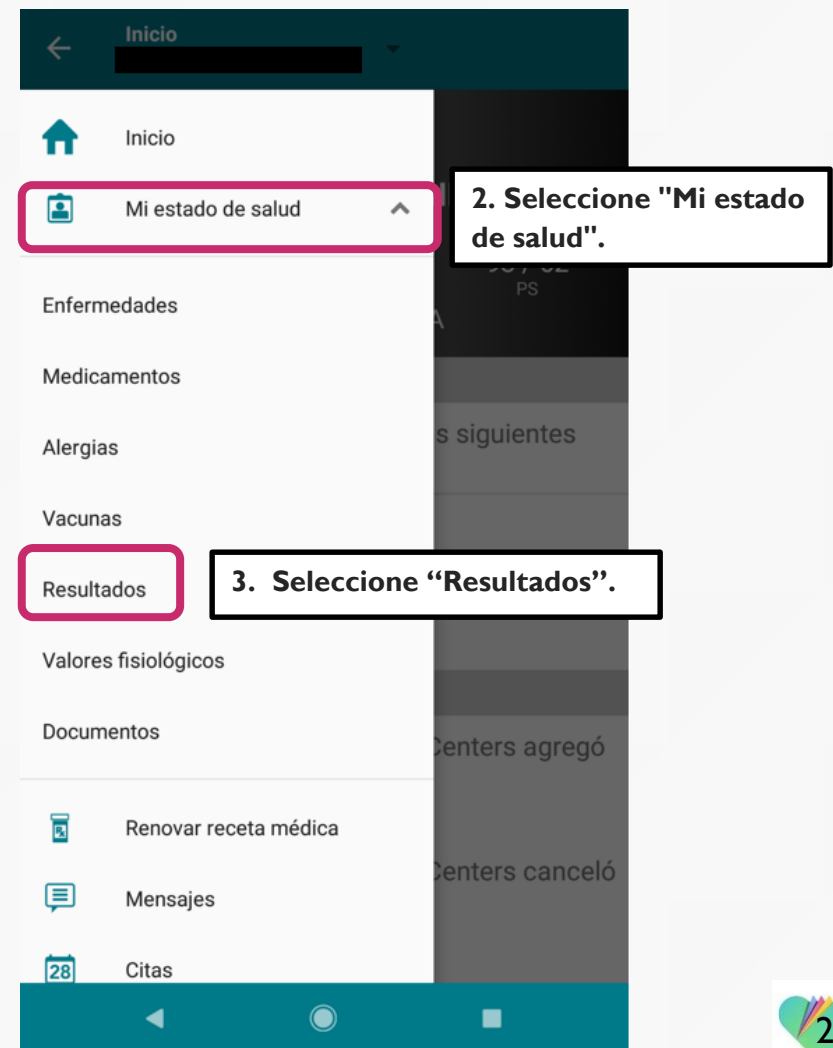 Inicio
Inicio
Mi estado de salud
2. Seleccione "Mi estado
de salud".
PS
A
Enfermedades
Medicamentos
s siguientes
Alergias
Vacunas
Resultados
3. Seleccione “Resultados”.
Valores fisiológicos
Documentos
Centers agregó
Renovar receta médica
Centers canceló
Mensajes
28
Citas
2